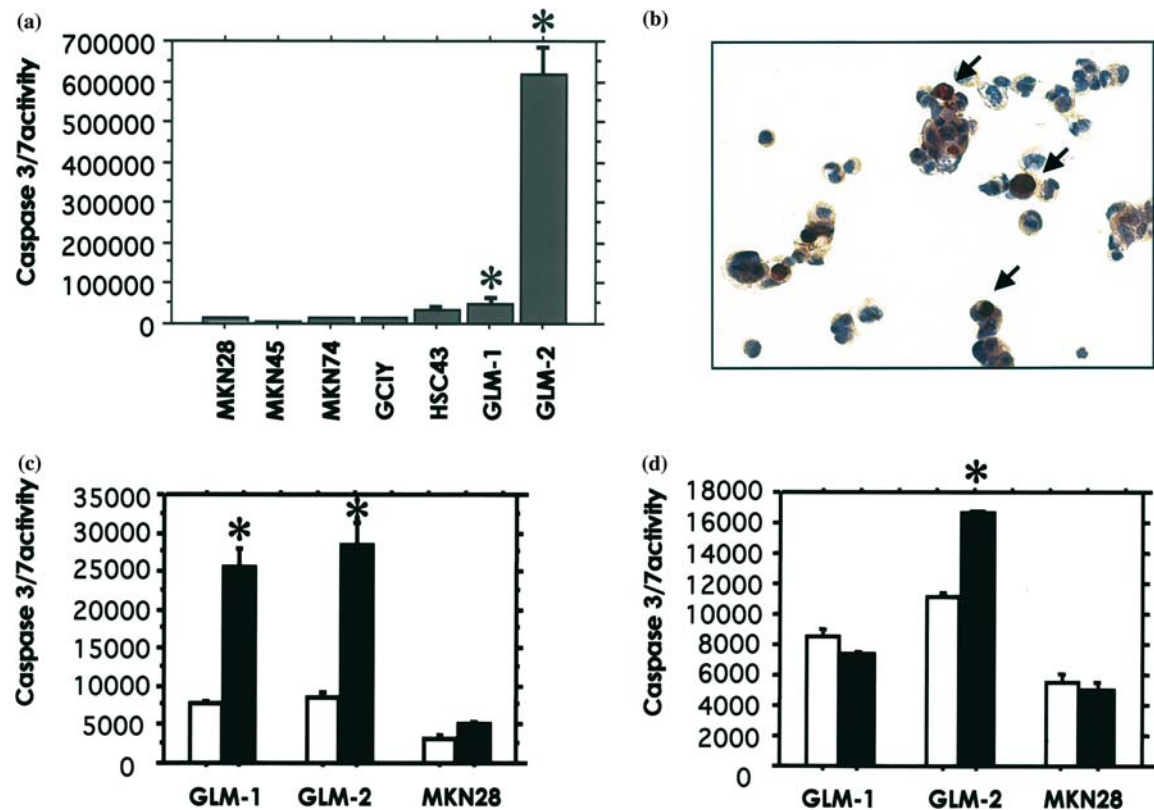 (a)
Caspase 3/7activity
700000
600000
500000
400000
300000
200000
100000
0
*
*
MKN28
MKN45
MKN74
GCIY
HSC43
GLM-1
GLM-2
(b)
(c)
Caspase 3/7activity
35000
30000
25000
20000
15000
10000
5000
0
*
*
GLM-1
GLM-2
MKN28
(d)
Caspase 3/7activity
18000
16000
14000
12000
10000
8000
6000
4000
2000
0
*
GLM-1
GLM-2
MKN28